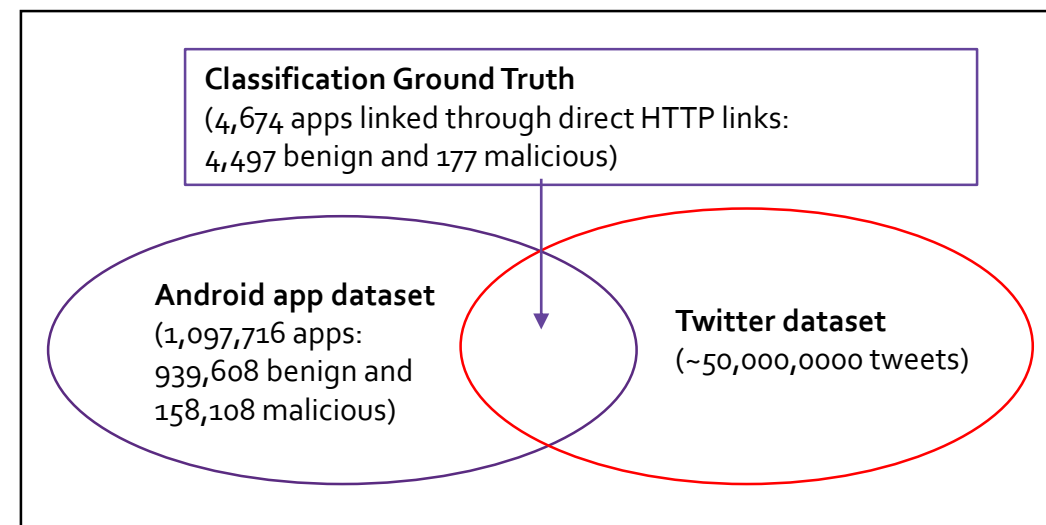 Classification Ground Truth
(4,674 apps linked through direct HTTP links:
4,497 benign and 177 malicious)
Android app dataset
(1,097,716 apps:
939,608 benign and
158,108 malicious)
Twitter dataset
(~50,000,0000 tweets)